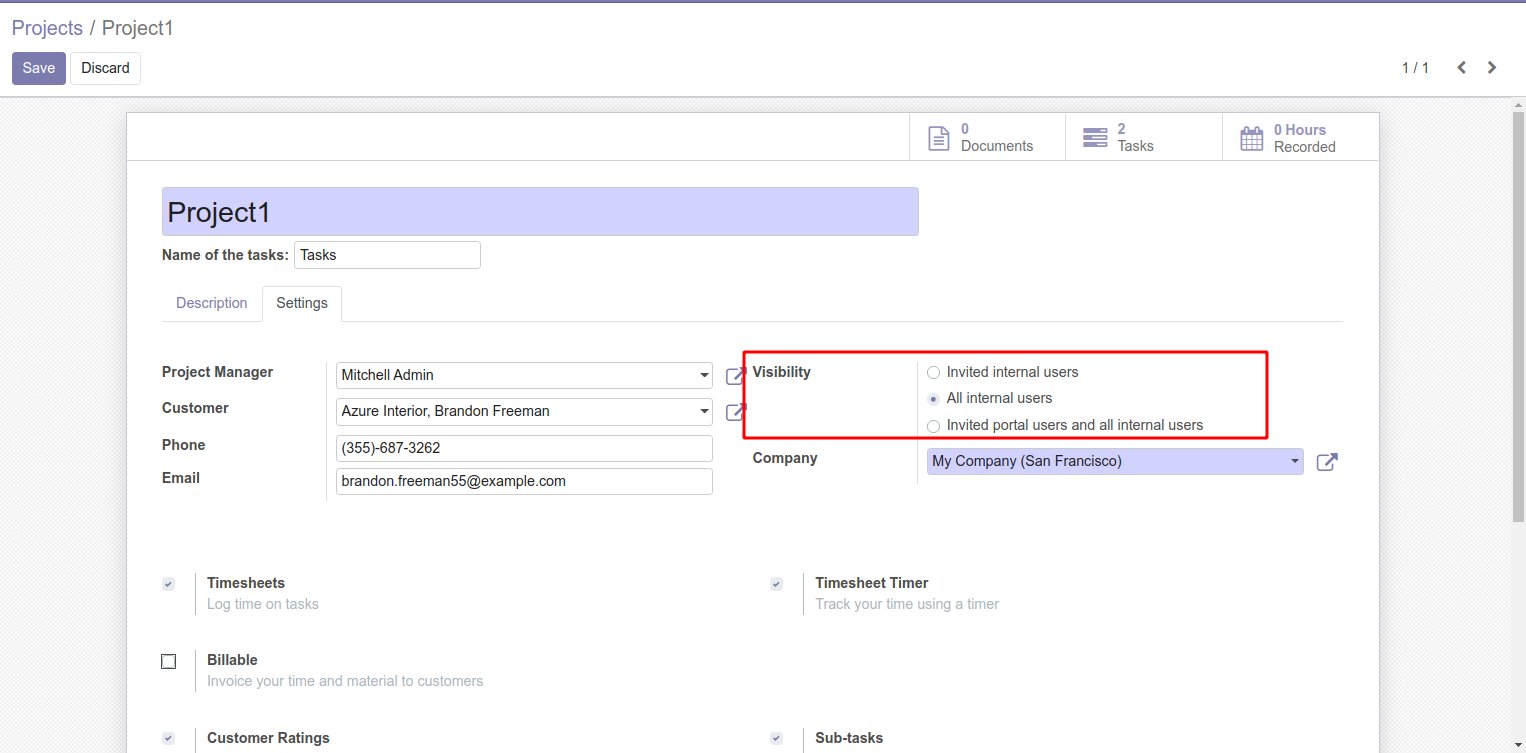 Projects / Project1
Save Discard 1 / 1
0 Documents
2 Tasks
0 Hours Recorded
Project1
Name of the tasks: Tasks
Description Settings
Project Manager Mitchell Admin
Customer Azure Interior, Brandon Freeman
Phone (355)-687-3262
Email brandon.freeman55@example.com
Visibility Invited internal users
All internal users
Invited portal users and all internal users
Company My Company (San Francisco)
Timesheets
Log time on tasks
Timesheet Timer
Track your time using a timer
Billable
Invoice your time and material to customers
Customer Ratings
Sub-tasks